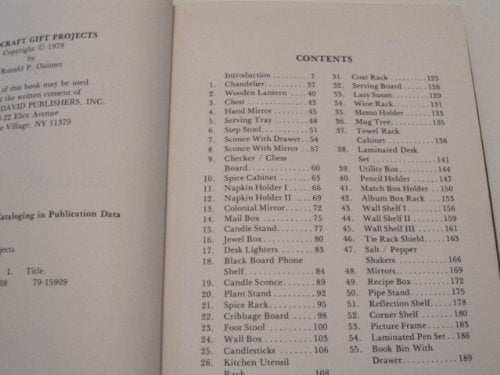 CRAFT GIFT PROJECTS
Copyright © 1979
by
Ronald P. Ouimet
of this book may be used
the written consent of
DAVID PUBLISHERS, INC.
-22 Eliot Avenue
Village, NY 11379
Cataloging in Publication Data
I. Title.
79-15909
CONTENTS
Introduction . . . . . . . . . 7
1. Chandelier . . . . . . . . . 37
2. Wooden Lantern . . . . . 40
3. Chest . . . . . . . . . . . . 43
4. Hand Mirror . . . . . . . . 45
5. Serving Tray . . . . . . . 48
6. Step Stool . . . . . . . . . 51
7. Sconce With Drawer . . 54
8. Sconce With Mirror . . . 57
9. Checker / Chess
Board . . . . . . . . . . . . 60
10. Spice Cabinet . . . . . . . 63
11. Napkin Holder I . . . . . 66
12. Napkin Holder II . . . . 69
13. Colonial Mirror . . . . . 72
14. Mail Box . . . . . . . . . . 75
15. Candle Stand . . . . . . . 77
16. Jewel Box . . . . . . . . . 80
17. Desk Lighters . . . . . . . 83
18. Black Board Phone
Shelf . . . . . . . . . . . . . 84
19. Candle Sconce . . . . . . 89
20. Plant Stand . . . . . . . . 92
21. Spice Rack . . . . . . . . . 95
22. Cribbage Board . . . . . . 98
23. Foot Stool . . . . . . . . 100
24. Wall Box . . . . . . . . . 103
25. Candlesticks . . . . . . . 106
26. Kitchen Utensil
Rack . . . . . . . . . . . . 108
31. Coat Rack . . . . . . . . 123
32. Serving Board . . . . . 126
33. Lazy Susan . . . . . . . 129
34. Wine Rack . . . . . . . . 131
35. Memo Holder . . . . . . 133
36. Mug Tree . . . . . . . . . 135
37. Towel Rack
Cabinet . . . . . . . . . . 138
38. Laminated Desk
Set . . . . . . . . . . . . . 141
39. Utility Box . . . . . . . . 144
40. Pencil Holder . . . . . . 147
41. Match Box Holder . . . 150
42. Album Box Rack . . . . 153
43. Wall Shelf I . . . . . . . 156
44. Wall Shelf II . . . . . . . 159
45. Wall Shelf III . . . . . . 161
46. Tie Rack Shield . . . . . 163
47. Salt / Pepper
Shakers . . . . . . . . . . 166
48. Mirrors . . . . . . . . . . 169
49. Recipe Box . . . . . . . . 172
50. Pipe Stand . . . . . . . . 175
51. Reflection Shelf . . . . . 178
52. Corner Shelf . . . . . . . 180
53. Picture Frame . . . . . . 183
54. Laminated Pen Set . . . 186
55. Book Bin With
Drawer . . . . . . . . . . 189